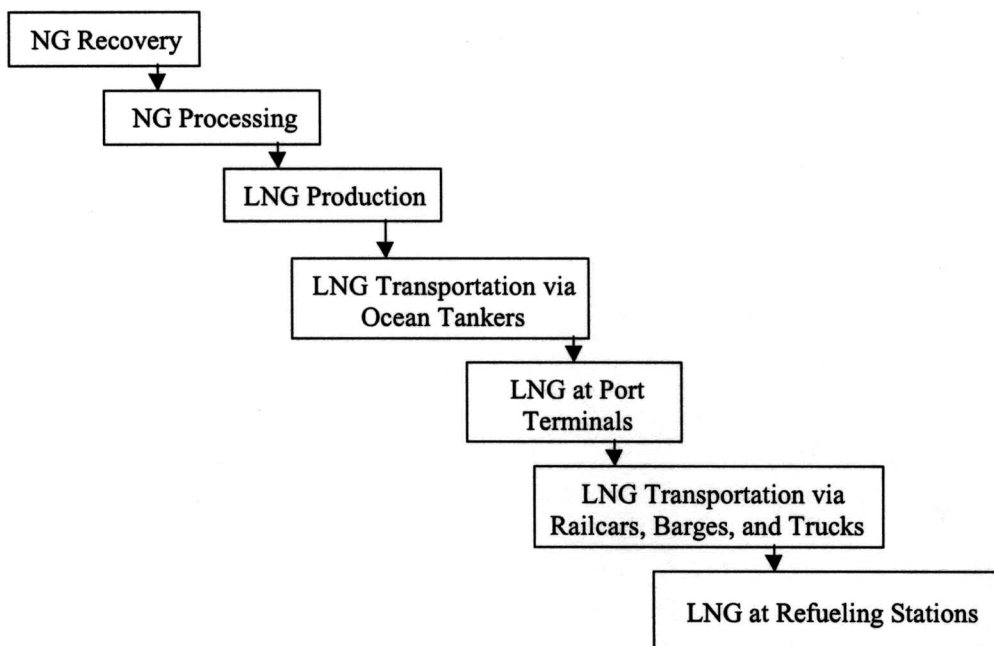 NG Recovery
NG Processing
LNG Production
LNG Transportation via
Ocean Tankers
LNG at Port
Terminals
LNG Transportation via
Railcars, Barges, and Trucks
LNG at Refueling Stations